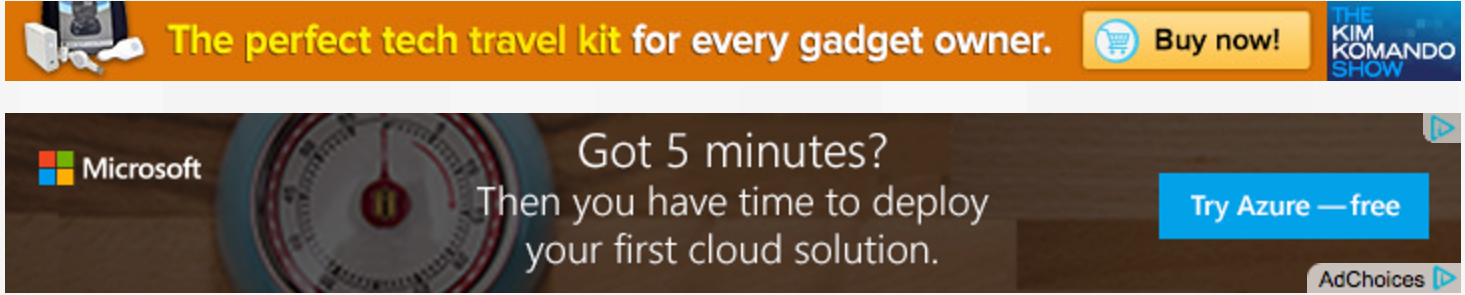 The perfect tech travel kit for every gadget owner.
Buy now!
THE
KIM
KOMANDO
SHOW
Microsoft
Got 5 minutes?
Then you have time to deploy
your first cloud solution.
Try Azure — free
AdChoices